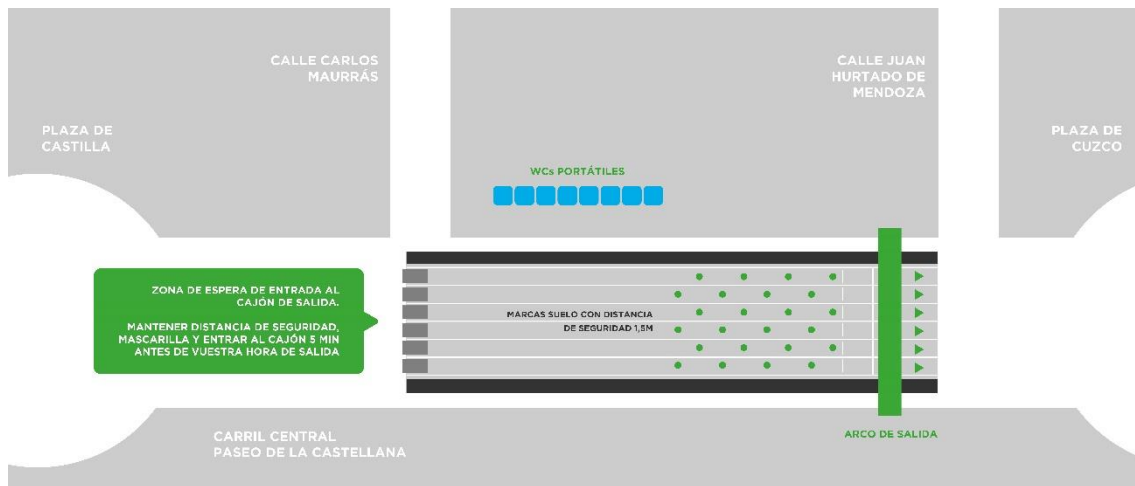 CALLE CARLOS
MAURRÁS
CALLE JUAN
HURTADO DE
MENDOZA
PLAZA DE
CASTILLA
PLAZA DE
CUZCO
WCs PORTÁTILES
ZONA DE ESPERA DE ENTRADA AL
CAJÓN DE SALIDA.
MANTENER DISTANCIA DE SEGURIDAD,
MASCARILLA Y ENTRAR AL CAJÓN 5 MIN
ANTES DE VUESTRA HORA DE SALIDA
MARCAS SUELO CON DISTANCIA
DE SEGURIDAD 1,5M
CARRIL CENTRAL
PASEO DE LA CASTELLANA
ARCO DE SALIDA